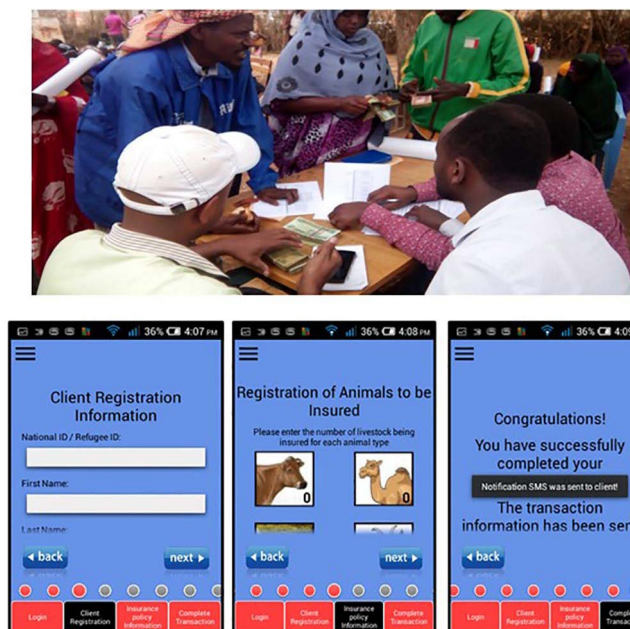 36% 4:07 PM
Client Registration
Information
National ID / Refugee ID:
First Name:
Last Name:
back
next
Login
Client
Registration
Insurance
policy
Information
Complete
Transaction
36% 4:08 PM
Registration of Animals to be
Insured
Please enter the number of livestock being
insured for each animal type
0
0
back
next
Login
Client
Registration
Insurance
policy
Information
Complete
Transaction
36% 4:09
Congratulations!
You have successfully
completed your
Notification SMS was sent to client!
The transaction
information has been sen
back
Login
Client
Registration
Insurance
policy
Information
Comple
Transac